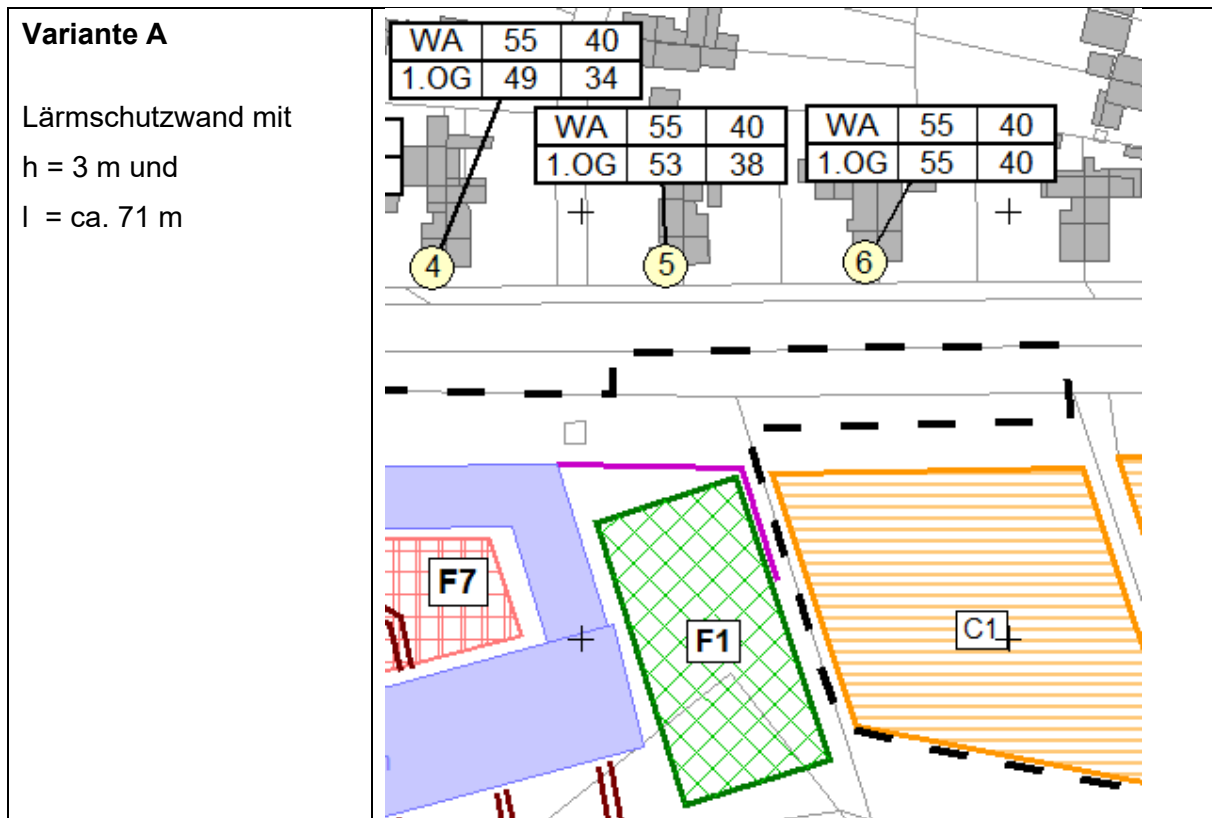 Variante A
Lärmschutzwand mit
h = 3 m und
l = ca. 71 m
WA 55 40
1.OG 49 34
WA 55 40
1.OG 53 38
WA 55 40
1.OG 55 40
4
5
6
F7
F1
C1